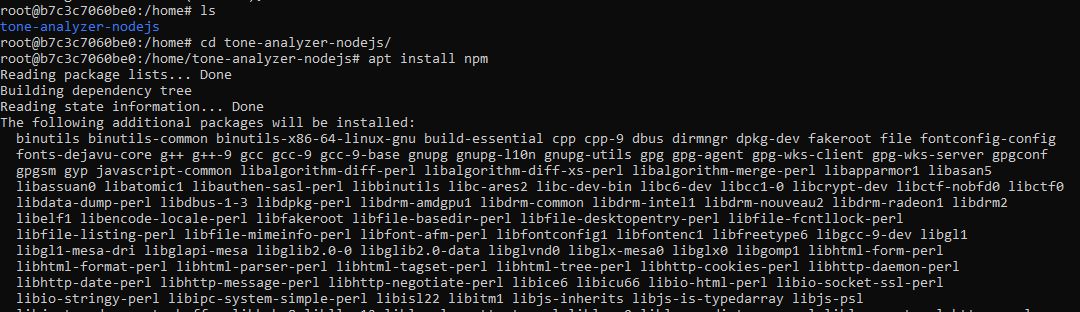 root@b7c3c7060be0:/home# ls
tone-analyzer-nodejs
root@b7c3c7060be0:/home# cd tone-analyzer-nodejs/
root@b7c3c7060be0:/home/tone-analyzer-nodejs# apt install npm
Reading package lists... Done
Building dependency tree
Reading state information... Done
The following additional packages will be installed:
binutils binutils-common binutils-x86-64-linux-gnu build-essential cpp cpp-9 dbus dirmngr dpkg-dev fakeroot file fontconfig-config
fonts-dejavu-core g++ g++-9 gcc gcc-9 gcc-9-base gnupg gnupg-l10n gnupg-utils gpg gpg-agent gpg-wks-client gpg-wks-server gpgconf
gpgsm gyp javascript-common libalgorithm-diff-perl libalgorithm-diff-xs-perl libalgorithm-merge-perl libapparmor1 libasan5
libassuan0 libatomic1 libauthen-sasl-perl libbinutils libc-ares2 libc-dev-bin libc6-dev libcc1-0 libcrypt-dev libctf-nobfd0 libctf0
libdata-dump-perl libdbus-1-3 libdpkg-perl libdrm-amdgpu1 libdrm-common libdrm-intel1 libdrm-nouveau2 libdrm-radeon1 libdrm2
libelf1 libencode-locale-perl libfakeroot libfile-basedir-perl libfile-desktopentry-perl libfile-fcntllock-perl
libfile-listing-perl libfile-mimeinfo-perl libfont-afm-perl libfontconfig1 libfontenc1 libfreetype6 libgcc-9-dev libgl1
libgl1-mesa-dri libglapi-mesa libglib2.0-0 libglib2.0-data libglvnd0 libglx-mesa0 libglx0 libgomp1 libhtml-form-perl
libhtml-format-perl libhtml-parser-perl libhtml-tagset-perl libhtml-tree-perl libhttp-cookies-perl libhttp-daemon-perl
libhttp-date-perl libhttp-message-perl libhttp-negotiate-perl libice6 libicu66 libio-html-perl libio-socket-ssl-perl
libio-stringy-perl libipc-system-simple-perl libisl22 libitm1 libjs-inherits libjs-is-typedarray libjs-psl